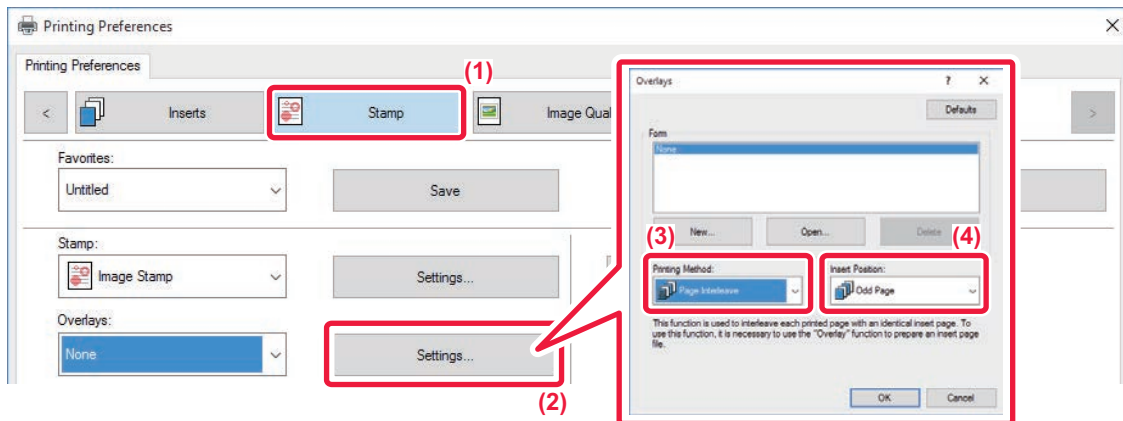 Printing Preferences
Printing Preferences
(1)
< Inserts Stamp Image Qual >
Favorites:
Untitled Save
Stamp:
Image Stamp Settings...
Overlays:
None Settings...
(2)
Overlays ? ×
Defaults
Form
None
New... Open... Delete
(3) (4)
Printing Method: Insert Position:
Page Interleave Odd Page
This function is used to interleave each printed page with an identical insert page. To
use this function, it is necessary to use the "Overlay" function to prepare an insert page
file.
OK Cancel